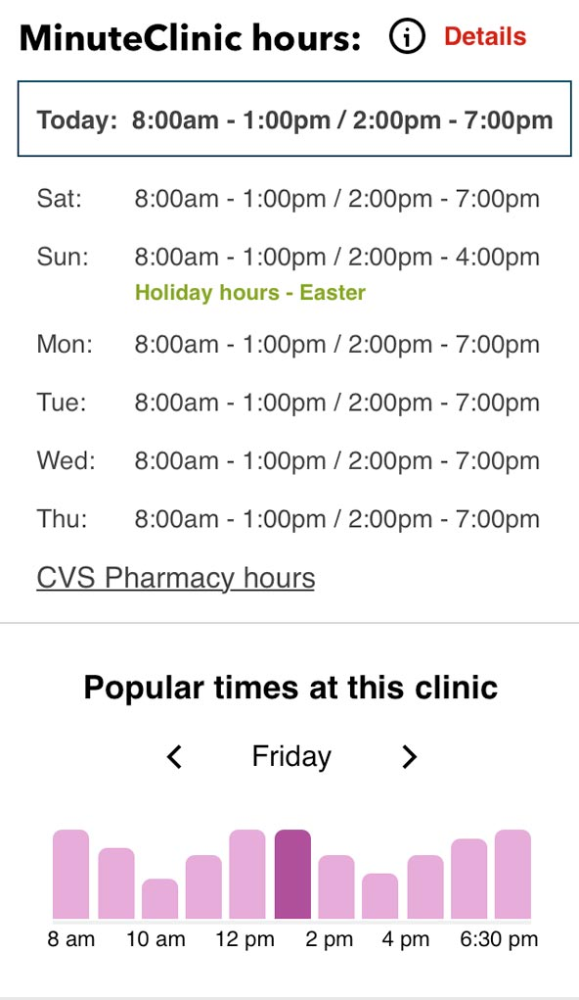 MinuteClinic hours: i Details
Today: 8:00am - 1:00pm / 2:00pm - 7:00pm
Sat: 8:00am - 1:00pm / 2:00pm - 7:00pm
Sun: 8:00am - 1:00pm / 2:00pm - 4:00pm
Holiday hours - Easter
Mon: 8:00am - 1:00pm / 2:00pm - 7:00pm
Tue: 8:00am - 1:00pm / 2:00pm - 7:00pm
Wed: 8:00am - 1:00pm / 2:00pm - 7:00pm
Thu: 8:00am - 1:00pm / 2:00pm - 7:00pm
CVS Pharmacy hours
Popular times at this clinic
Friday
8 am 10 am 12 pm 2 pm 4 pm 6:30 pm